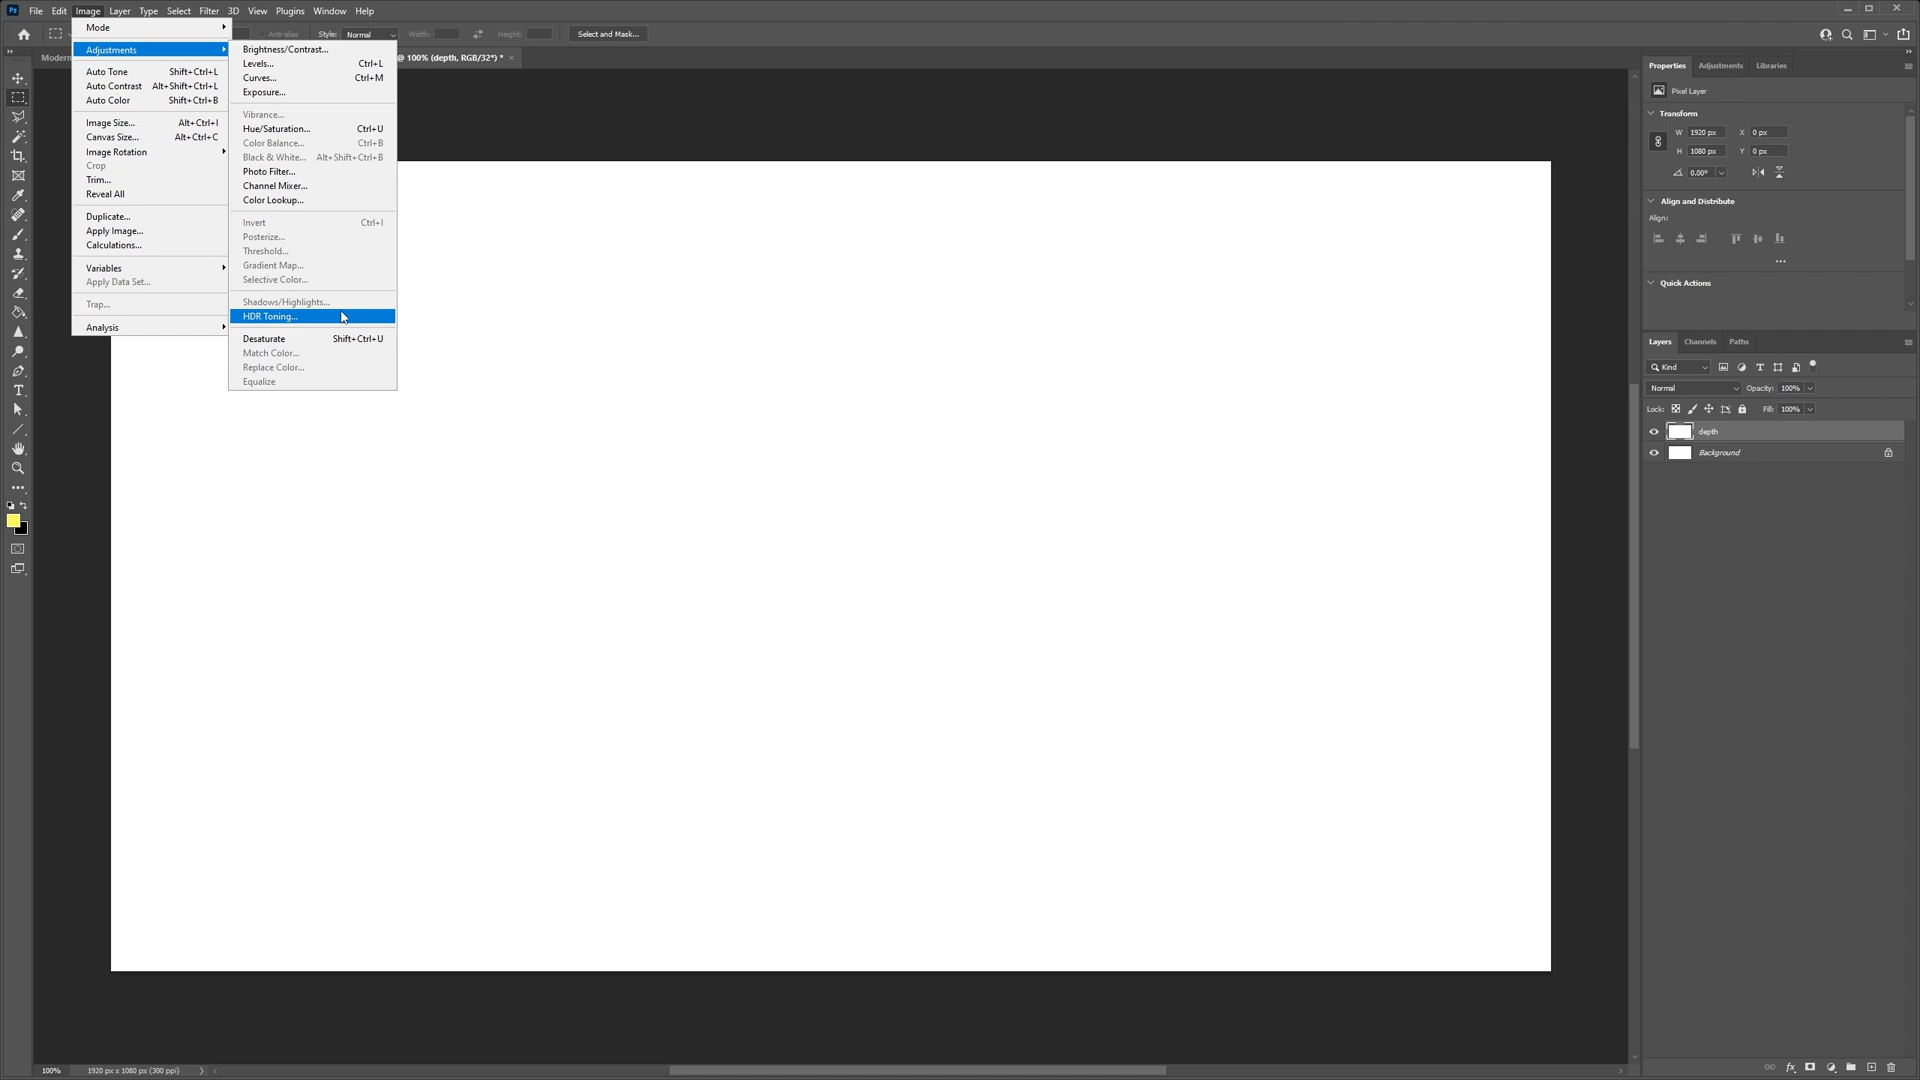 Ps File Edit Image Layer Type Select Filter 3D View Plugins Window Help
Anti-alias Style: Normal Width: Height: Select and Mask...
Modern
@ 100% (depth, RGB/32*) *
Mode
Adjustments
Auto Tone Shift+Ctrl+L
Auto Contrast Alt+Shift+Ctrl+L
Auto Color Shift+Ctrl+B
Image Size... Alt+Ctrl+I
Canvas Size... Alt+Ctrl+C
Image Rotation
Crop
Trim...
Reveal All
Duplicate...
Apply Image...
Calculations...
Variables
Apply Data Set...
Trap...
Analysis
Brightness/Contrast...
Levels... Ctrl+L
Curves... Ctrl+M
Exposure...
Vibrance...
Hue/Saturation... Ctrl+U
Color Balance... Ctrl+B
Black & White... Alt+Shift+Ctrl+B
Photo Filter...
Channel Mixer...
Color Lookup...
Invert Ctrl+I
Posterize...
Threshold...
Gradient Map...
Selective Color...
Shadows/Highlights...
HDR Toning...
Desaturate Shift+Ctrl+U
Match Color...
Replace Color...
Equalize
Properties Adjustments Libraries
Pixel Layer
Transform
W 1920 px X 0 px
H 1080 px Y 0 px
0.00°
Align and Distribute
Align:
Quick Actions
Layers Channels Paths
Kind
Normal Opacity: 100%
Lock: Fill: 100%
depth
Background
100% 1920 px x 1080 px (300 ppi)